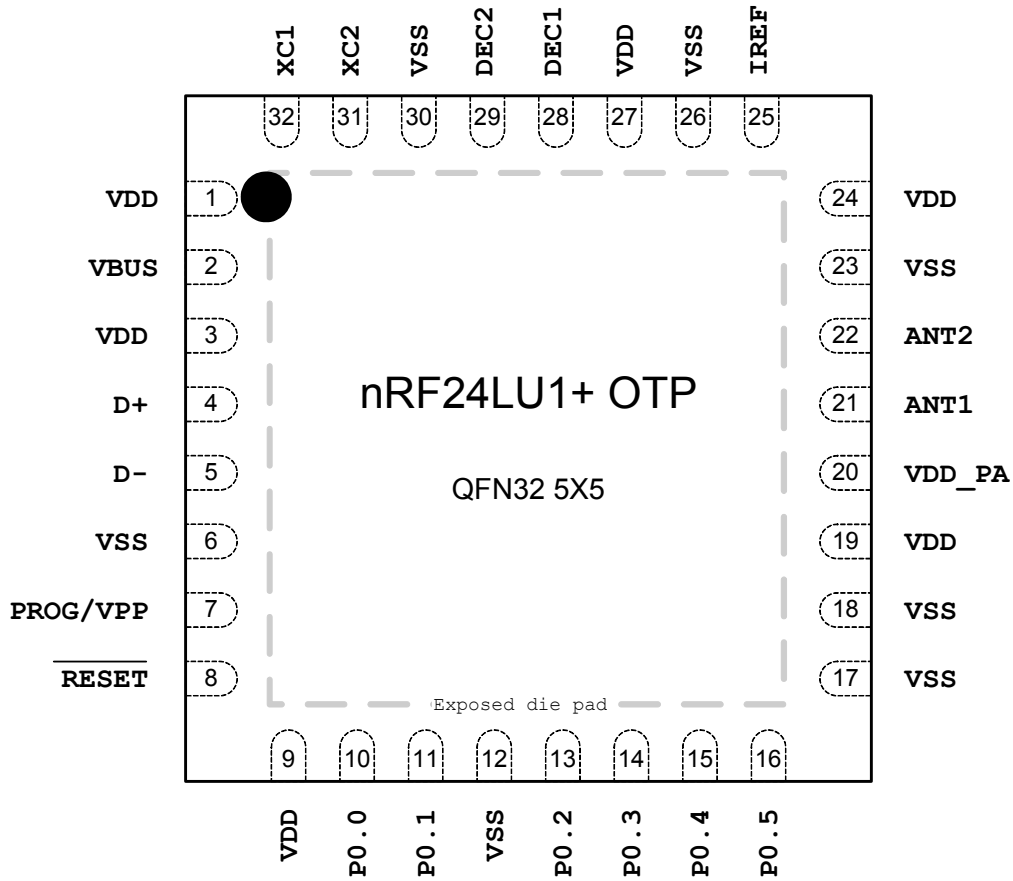 XC1 XC2 VSS DEC2 DEC1 VDD VSS IREF
32 31 30 29 28 27 26 25
VDD 1 24 VDD
VBUS 2 23 VSS
VDD 3 22 ANT2
D+ 4 21 ANT1
nRF24LU1+ OTP
D- 5 20 VDD_PA
QFN32 5X5
VSS 6 19 VDD
PROG/VPP 7 18 VSS
RESET 8 17 VSS
Exposed die pad
9 10 11 12 13 14 15 16
VDD P0.0 P0.1 VSS P0.2 P0.3 P0.4 P0.5